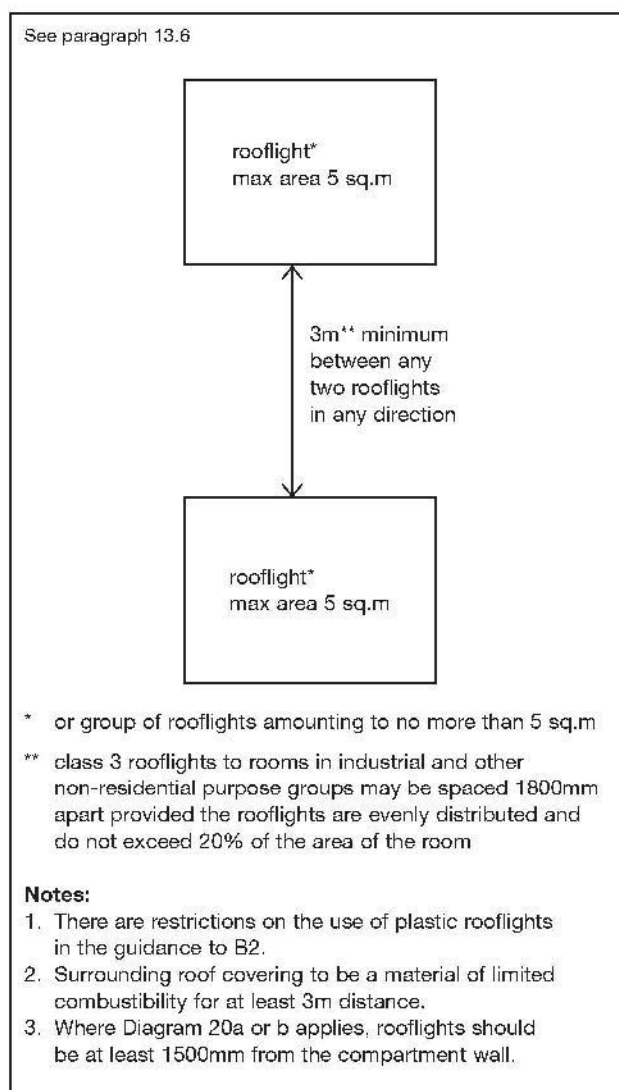 See paragraph 13.6
rooflight*
max area 5 sq.m
3m** minimum
between any
two rooflights
in any direction
rooflight*
max area 5 sq.m
* or group of rooflights amounting to no more than 5 sq.m
** class 3 rooflights to rooms in industrial and other
non-residential purpose groups may be spaced 1800mm
apart provided the rooflights are evenly distributed and
do not exceed 20% of the area of the room
Notes:
1. There are restrictions on the use of plastic rooflights
in the guidance to B2.
2. Surrounding roof covering to be a material of limited
combustibility for at least 3m distance.
3. Where Diagram 20a or b applies, rooflights should
be at least 1500mm from the compartment wall.